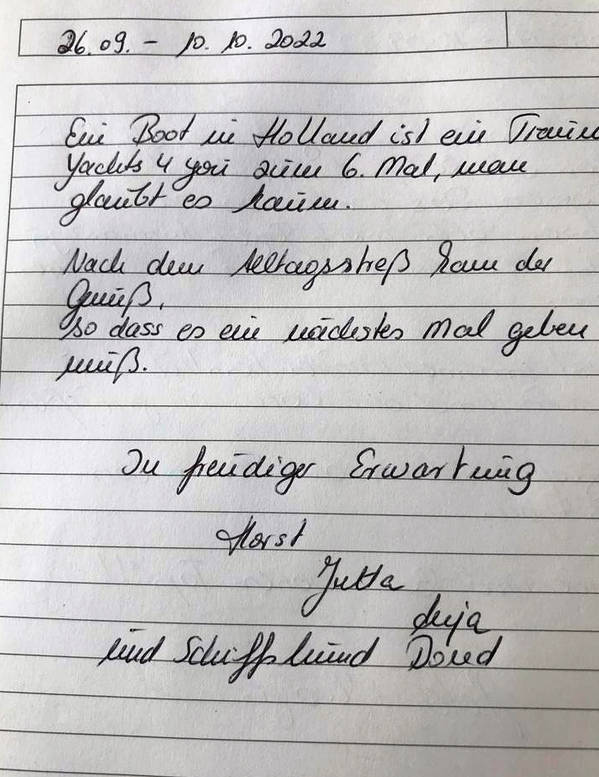 26.09. - 10.10.2022
Ein Boot in Holland ist ein Traum
Yachts 4 you zum 6. Mal, man
glaubt es kaum.
Nach dem Alltagsstreß kam der
Genuß,
so dass es ein nächstes Mal geben
muß.
In freudiger Erwartung
Horst
Jutta
und Schiffshund